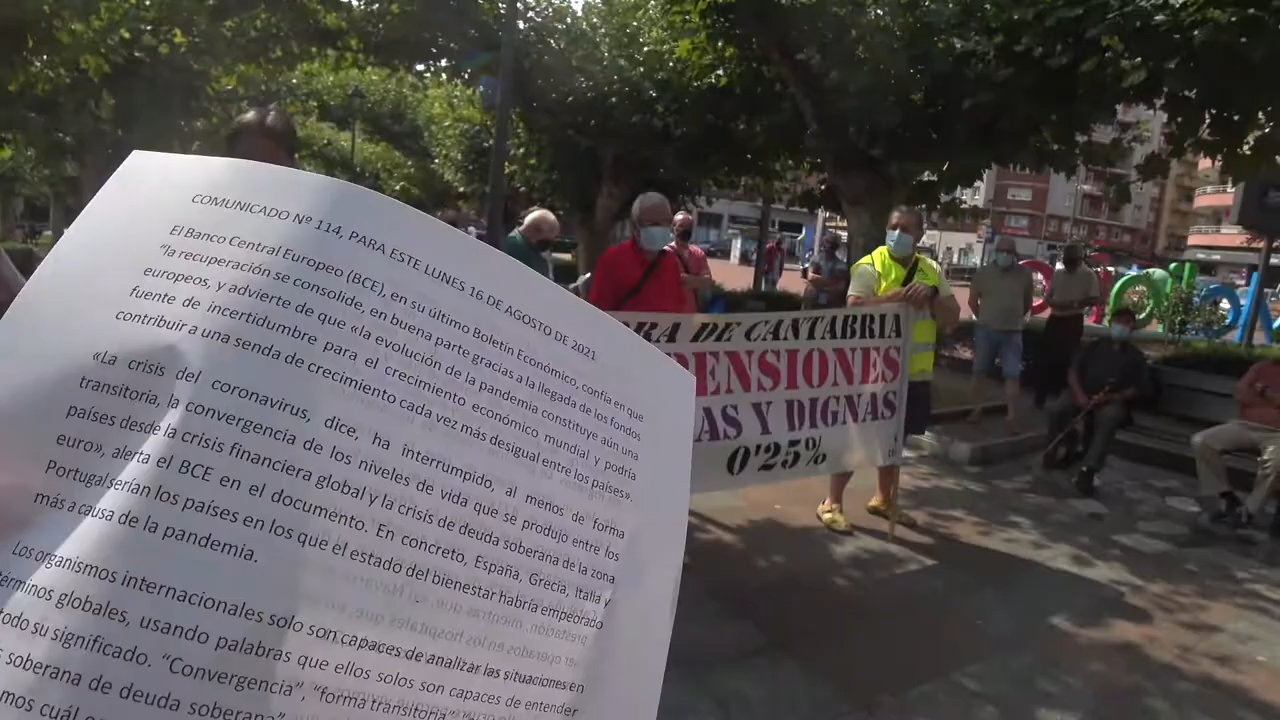 COMUNICADO Nº 114, PARA ESTE LUNES 16 DE AGOSTO DE 2021
El Banco Central Europeo (BCE), en su último Boletín Económico, confía en que
"la recuperación se consolide, en buena parte gracias a la llegada de los fondos
europeos, y advierte de que «la evolución de la pandemia constituye aún una
fuente de incertidumbre para el crecimiento económico mundial y podría
contribuir a una senda de crecimiento cada vez más desigual entre los países».
«La crisis del coronavirus, dice, ha interrumpido, al menos de forma
transitoria, la convergencia de los niveles de vida que se produjo entre los
países desde la crisis financiera global y la crisis de deuda soberana de la zona
euro», alerta el BCE en el documento. En concreto, España, Grecia, Italia y
Portugal serían los países en los que el estado del bienestar habría empeorado
más a causa de la pandemia.
Los organismos internacionales solo son capaces de analizar las situaciones en
términos globales, usando palabras que ellos solos son capaces de entender
todo su significado. "Convergencia", "forma transitoria",
soberana de deuda soberana"
mos cuál
RA DE CANTABRIA
PENSIONES
AS Y DIGNAS
0'25%